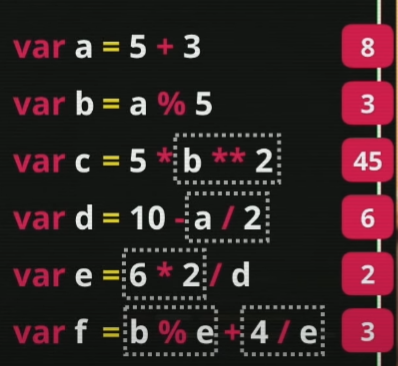 var a = 5 + 3 8
var b = a % 5 3
var c = 5 * b ** 2 45
var d = 10 - a / 2 6
var e = 6 * 2 / d 2
var f = b % e + 4 / e 3